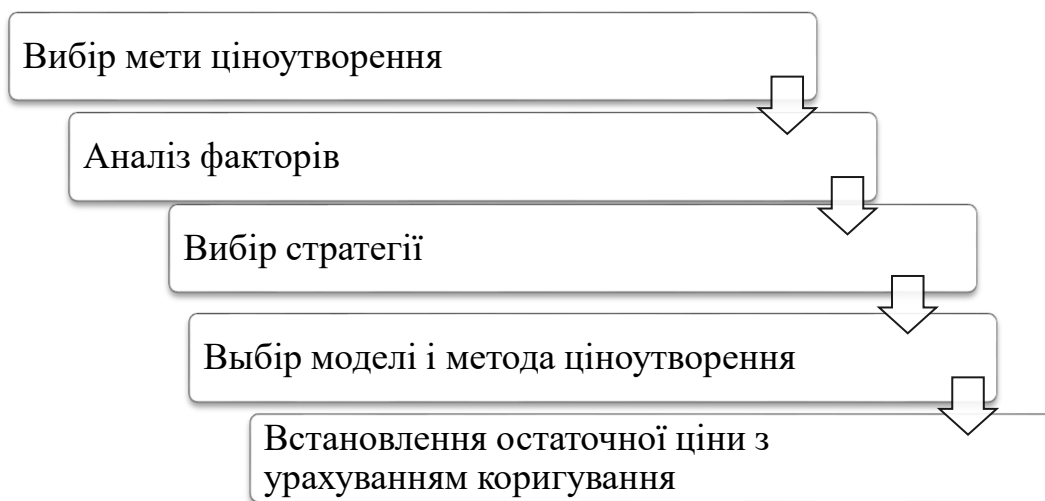 Вибір мети ціноутворення
Аналіз факторів
Вибір стратегії
Выбір моделі і метода ціноутворення
Встановлення остаточної ціни з
урахуванням коригування